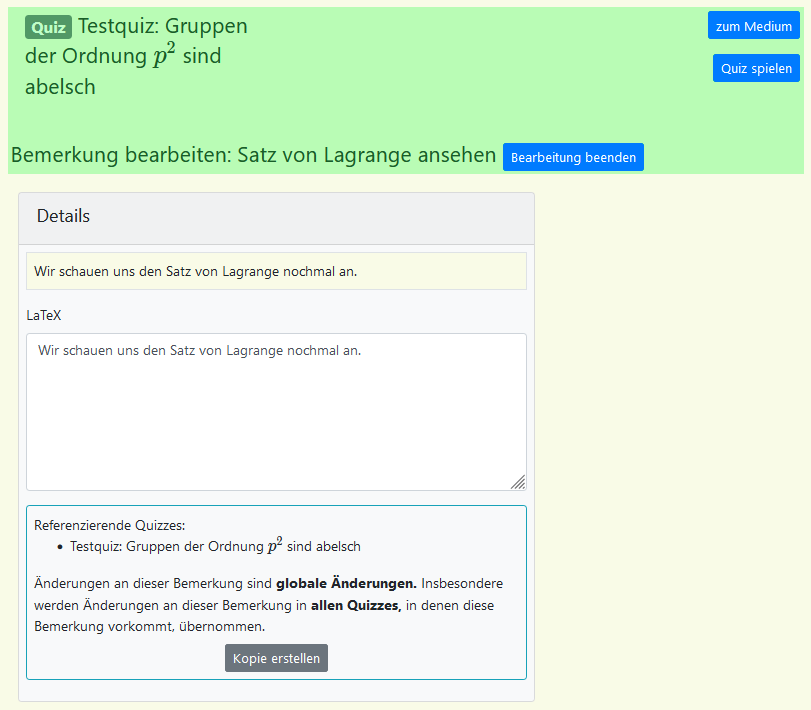 Quiz Testquiz: Gruppen
der Ordnung p² sind
abelsch
zum Medium
Quiz spielen
Bemerkung bearbeiten: Satz von Lagrange ansehen Bearbeitung beenden
Details
Wir schauen uns den Satz von Lagrange nochmal an.
LaTeX
Wir schauen uns den Satz von Lagrange nochmal an.
Referenzierende Quizzes:
• Testquiz: Gruppen der Ordnung p² sind abelsch
Änderungen an dieser Bemerkung sind globale Änderungen. Insbesondere
werden Änderungen an dieser Bemerkung in allen Quizzes, in denen diese
Bemerkung vorkommt, übernommen.
Kopie erstellen